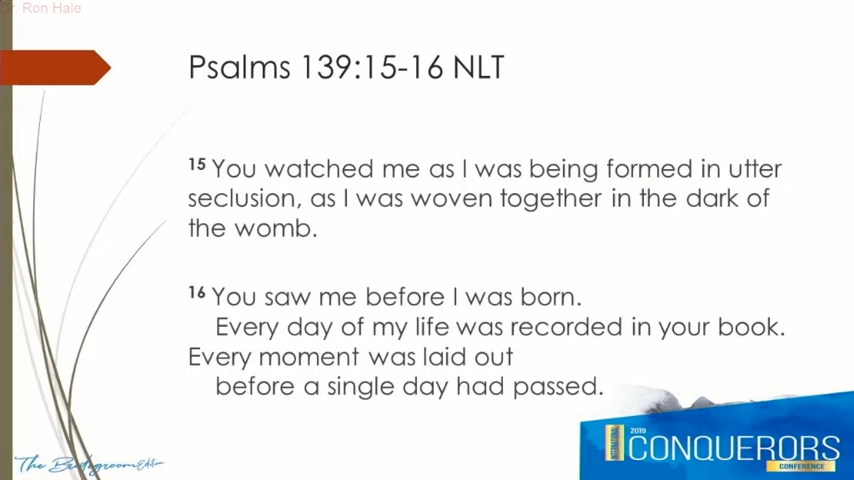 Dr. Ron Hale
Psalms 139:15-16 NLT
15 You watched me as I was being formed in utter
seclusion, as I was woven together in the dark of
the womb.
16 You saw me before I was born.
Every day of my life was recorded in your book.
Every moment was laid out
before a single day had passed.
2019
INTERNATIONAL
CONQUERORS
CONFERENCE
The Bridegroom Edition